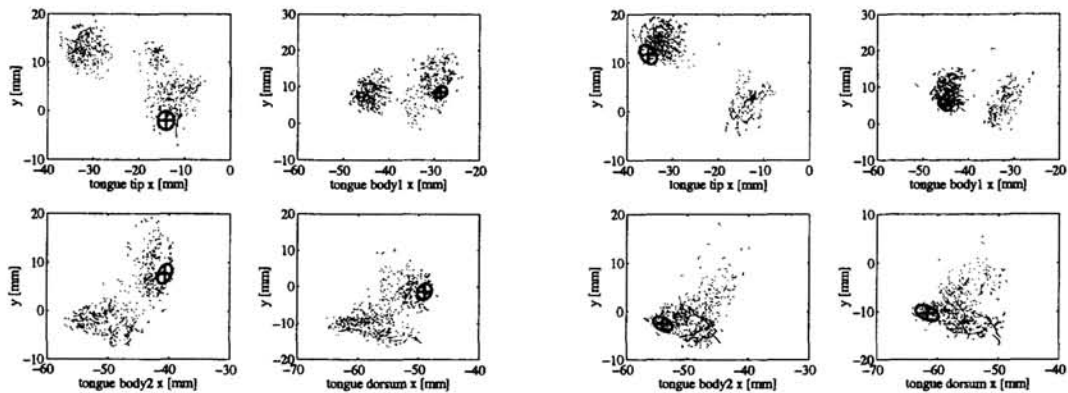 20
10
0
−10
y [mm]
−40 −30 −20 −10 0
tongue tip x [mm]
30
20
10
0
−10
y [mm]
−60 −50 −40 −30 −20
tongue body1 x [mm]
20
10
0
−10
y [mm]
−40 −30 −20 −10 0
tongue tip x [mm]
30
20
10
0
−10
y [mm]
−60 −50 −40 −30 −20
tongue body1 x [mm]
20
10
0
−10
y [mm]
−60 −50 −40 −30
tongue body2 x [mm]
20
10
0
−10
−20
y [mm]
−70 −60 −50 −40
tongue dorsum x [mm]
20
10
0
−10
y [mm]
−60 −50 −40 −30
tongue body2 x [mm]
10
0
−10
−20
y [mm]
−70 −60 −50 −40
tongue dorsum x [mm]